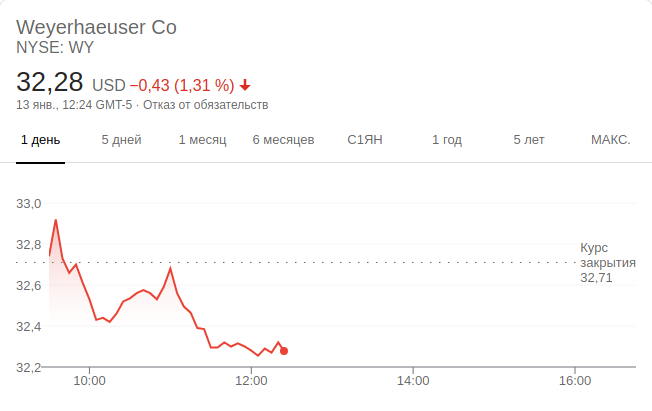 Weyerhaeuser Co
NYSE: WY
32,28 USD −0,43 (1,31 %)
13 янв., 12:24 GMT-5 · Отказ от обязательств
1 день 5 дней 1 месяц 6 месяцев С1ЯН 1 год 5 лет МАКС.
33,0
32,8
32,6
32,4
32,2
Курс
закрытия
32,71
10:00 12:00 14:00 16:00